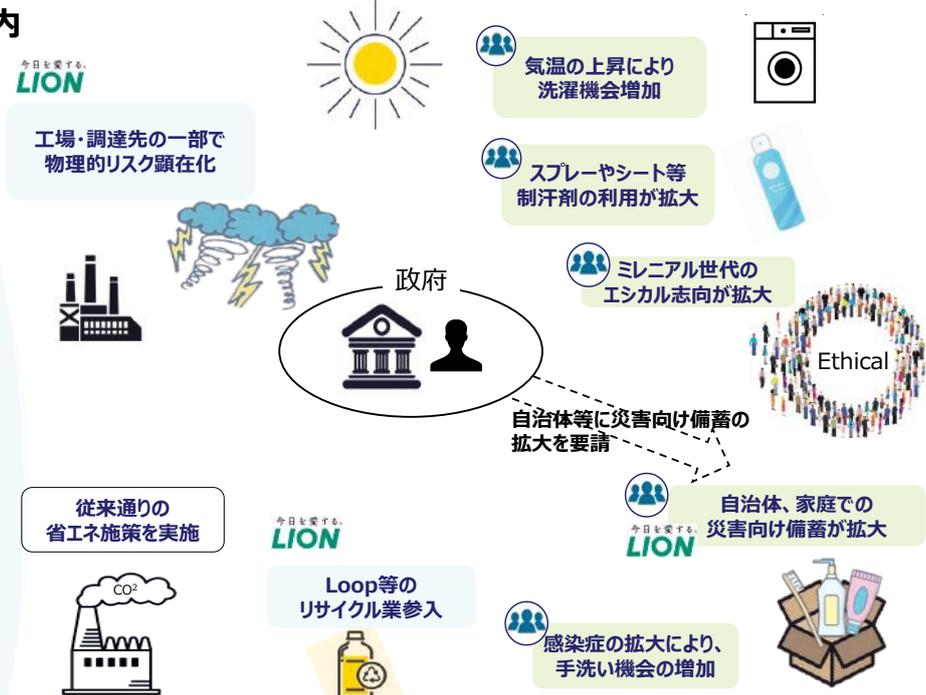 内
今日を愛する。
LION
工場・調達先の一部で
物理的リスク顕在化
気温の上昇により
洗濯機会増加
スプレーやシート等
制汗剤の利用が拡大
ミレニアル世代の
エシカル志向が拡大
政府
Ethical
自治体等に災害向け備蓄の
拡大を要請
従来通りの
省エネ施策を実施
今日を愛する。
LION
自治体、家庭での
災害向け備蓄が拡大
今日を愛する。
LION
CO²
Loop等の
リサイクル業参入
感染症の拡大により、
手洗い機会の増加